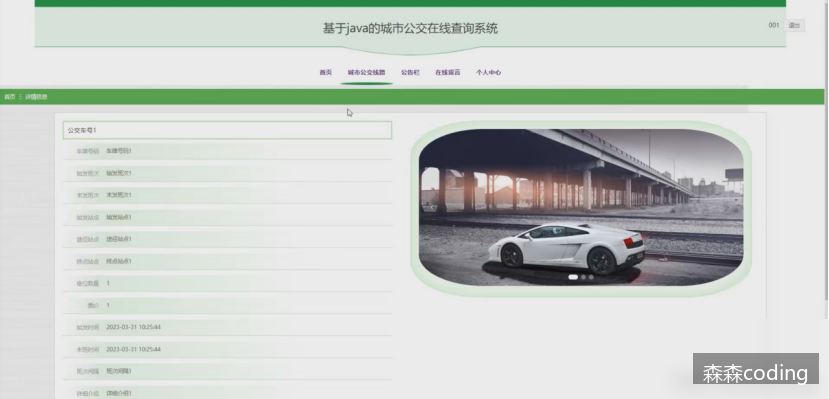 基于java的城市公交在线查询系统
001 退出
首页 城市公交线路 公告栏 在线留言 个人中心
首页 详情信息
公交车号1
车牌号码 车牌号码1
始发班次 始发班次1
末发班次 末发班次1
始发站点 始发站点1
途径站点 途径站点1
终点站点 终点站点1
座位数量 1
票价 1
始发时间 2023-03-31 10:25:44
末班时间 2023-03-31 10:25:44
班次间隔 班次间隔1
详细介绍 详细介绍1
森森coding